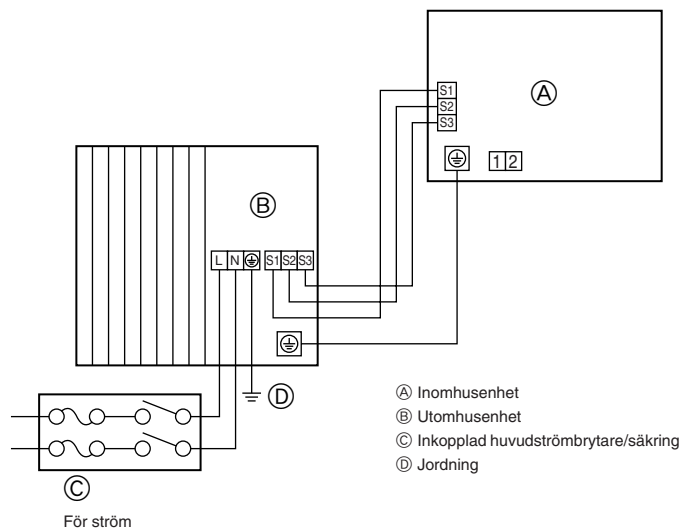 S1
S2
S3
Ⓐ
1 2
Ⓑ
L N S1 S2 S3
Ⓓ
Ⓒ
För ström
Ⓐ Inomhusenhet
Ⓑ Utomhusenhet
Ⓒ Inkopplad huvudströmbrytare/säkring
Ⓓ Jordning